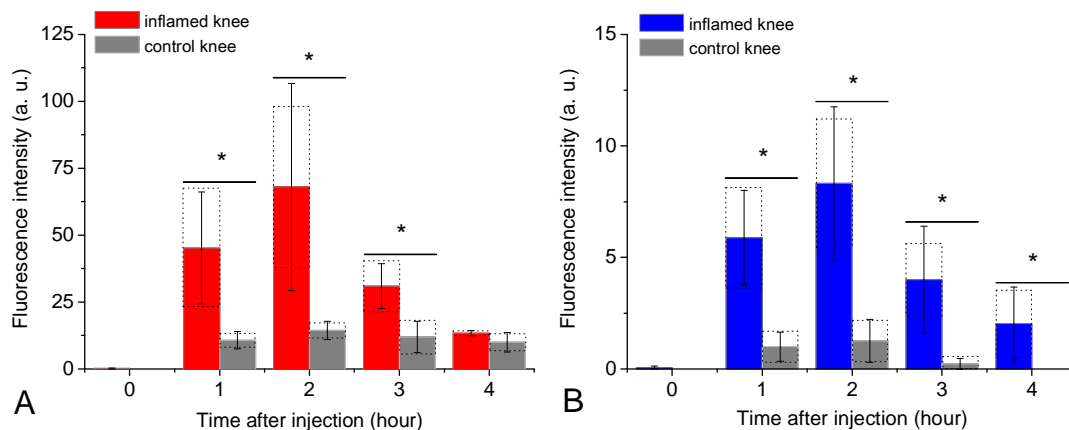 inflamed knee
control knee
Fluorescence intensity (a. u.)
125
100
75
50
25
0
*
*
*
0 1 2 3 4
Time after injection (hour)
A
inflamed knee
control knee
Fluorescence intensity (a. u.)
15
10
5
0
*
*
*
*
0 1 2 3 4
Time after injection (hour)
B